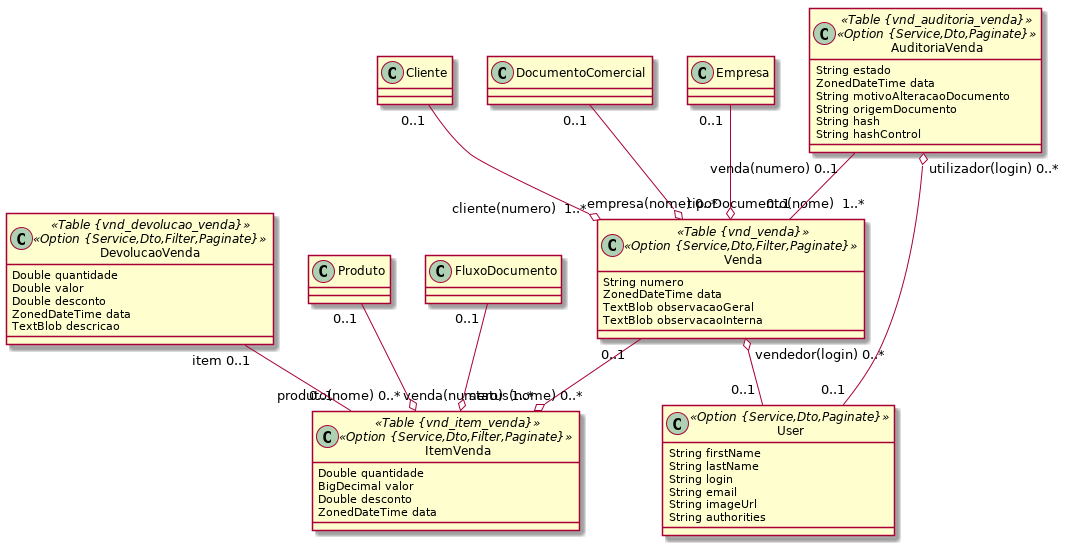 «Table {vnd_auditoria_venda}»
«Option {Service,Dto,Paginate}»
C AuditoriaVenda
String estado
ZonedDateTime data
String motivoAlteracaoDocumento
String origemDocumento
String hash
String hashControl
C Cliente
C DocumentoComercial
C Empresa
0..1
0..1
0..1
venda(numero) 0..1
utilizador(login) 0..*
cliente(numero) 1..*
empresa(nome) 0..*
tipoDocumento(nome) 1..*
0..1
«Table {vnd_devolucao_venda}»
«Option {Service,Dto,Filter,Paginate}»
C DevolucaoVenda
Double quantidade
Double valor
Double desconto
ZonedDateTime data
TextBlob descricao
C Produto
C FluxoDocumento
«Table {vnd_venda}»
«Option {Service,Dto,Filter,Paginate}»
C Venda
String numero
ZonedDateTime data
TextBlob observacaoGeral
TextBlob observacaoInterna
0..1
0..1
item 0..1
0..1
vendedor(login) 0..*
produto(nome) 0..*
0..1
venda(numero) 1..*
status(nome) 0..*
0..1
0..1
«Table {vnd_item_venda}»
«Option {Service,Dto,Filter,Paginate}»
C ItemVenda
Double quantidade
BigDecimal valor
Double desconto
ZonedDateTime data
«Option {Service,Dto,Paginate}»
C User
String firstName
String lastName
String login
String email
String imageUrl
String authorities